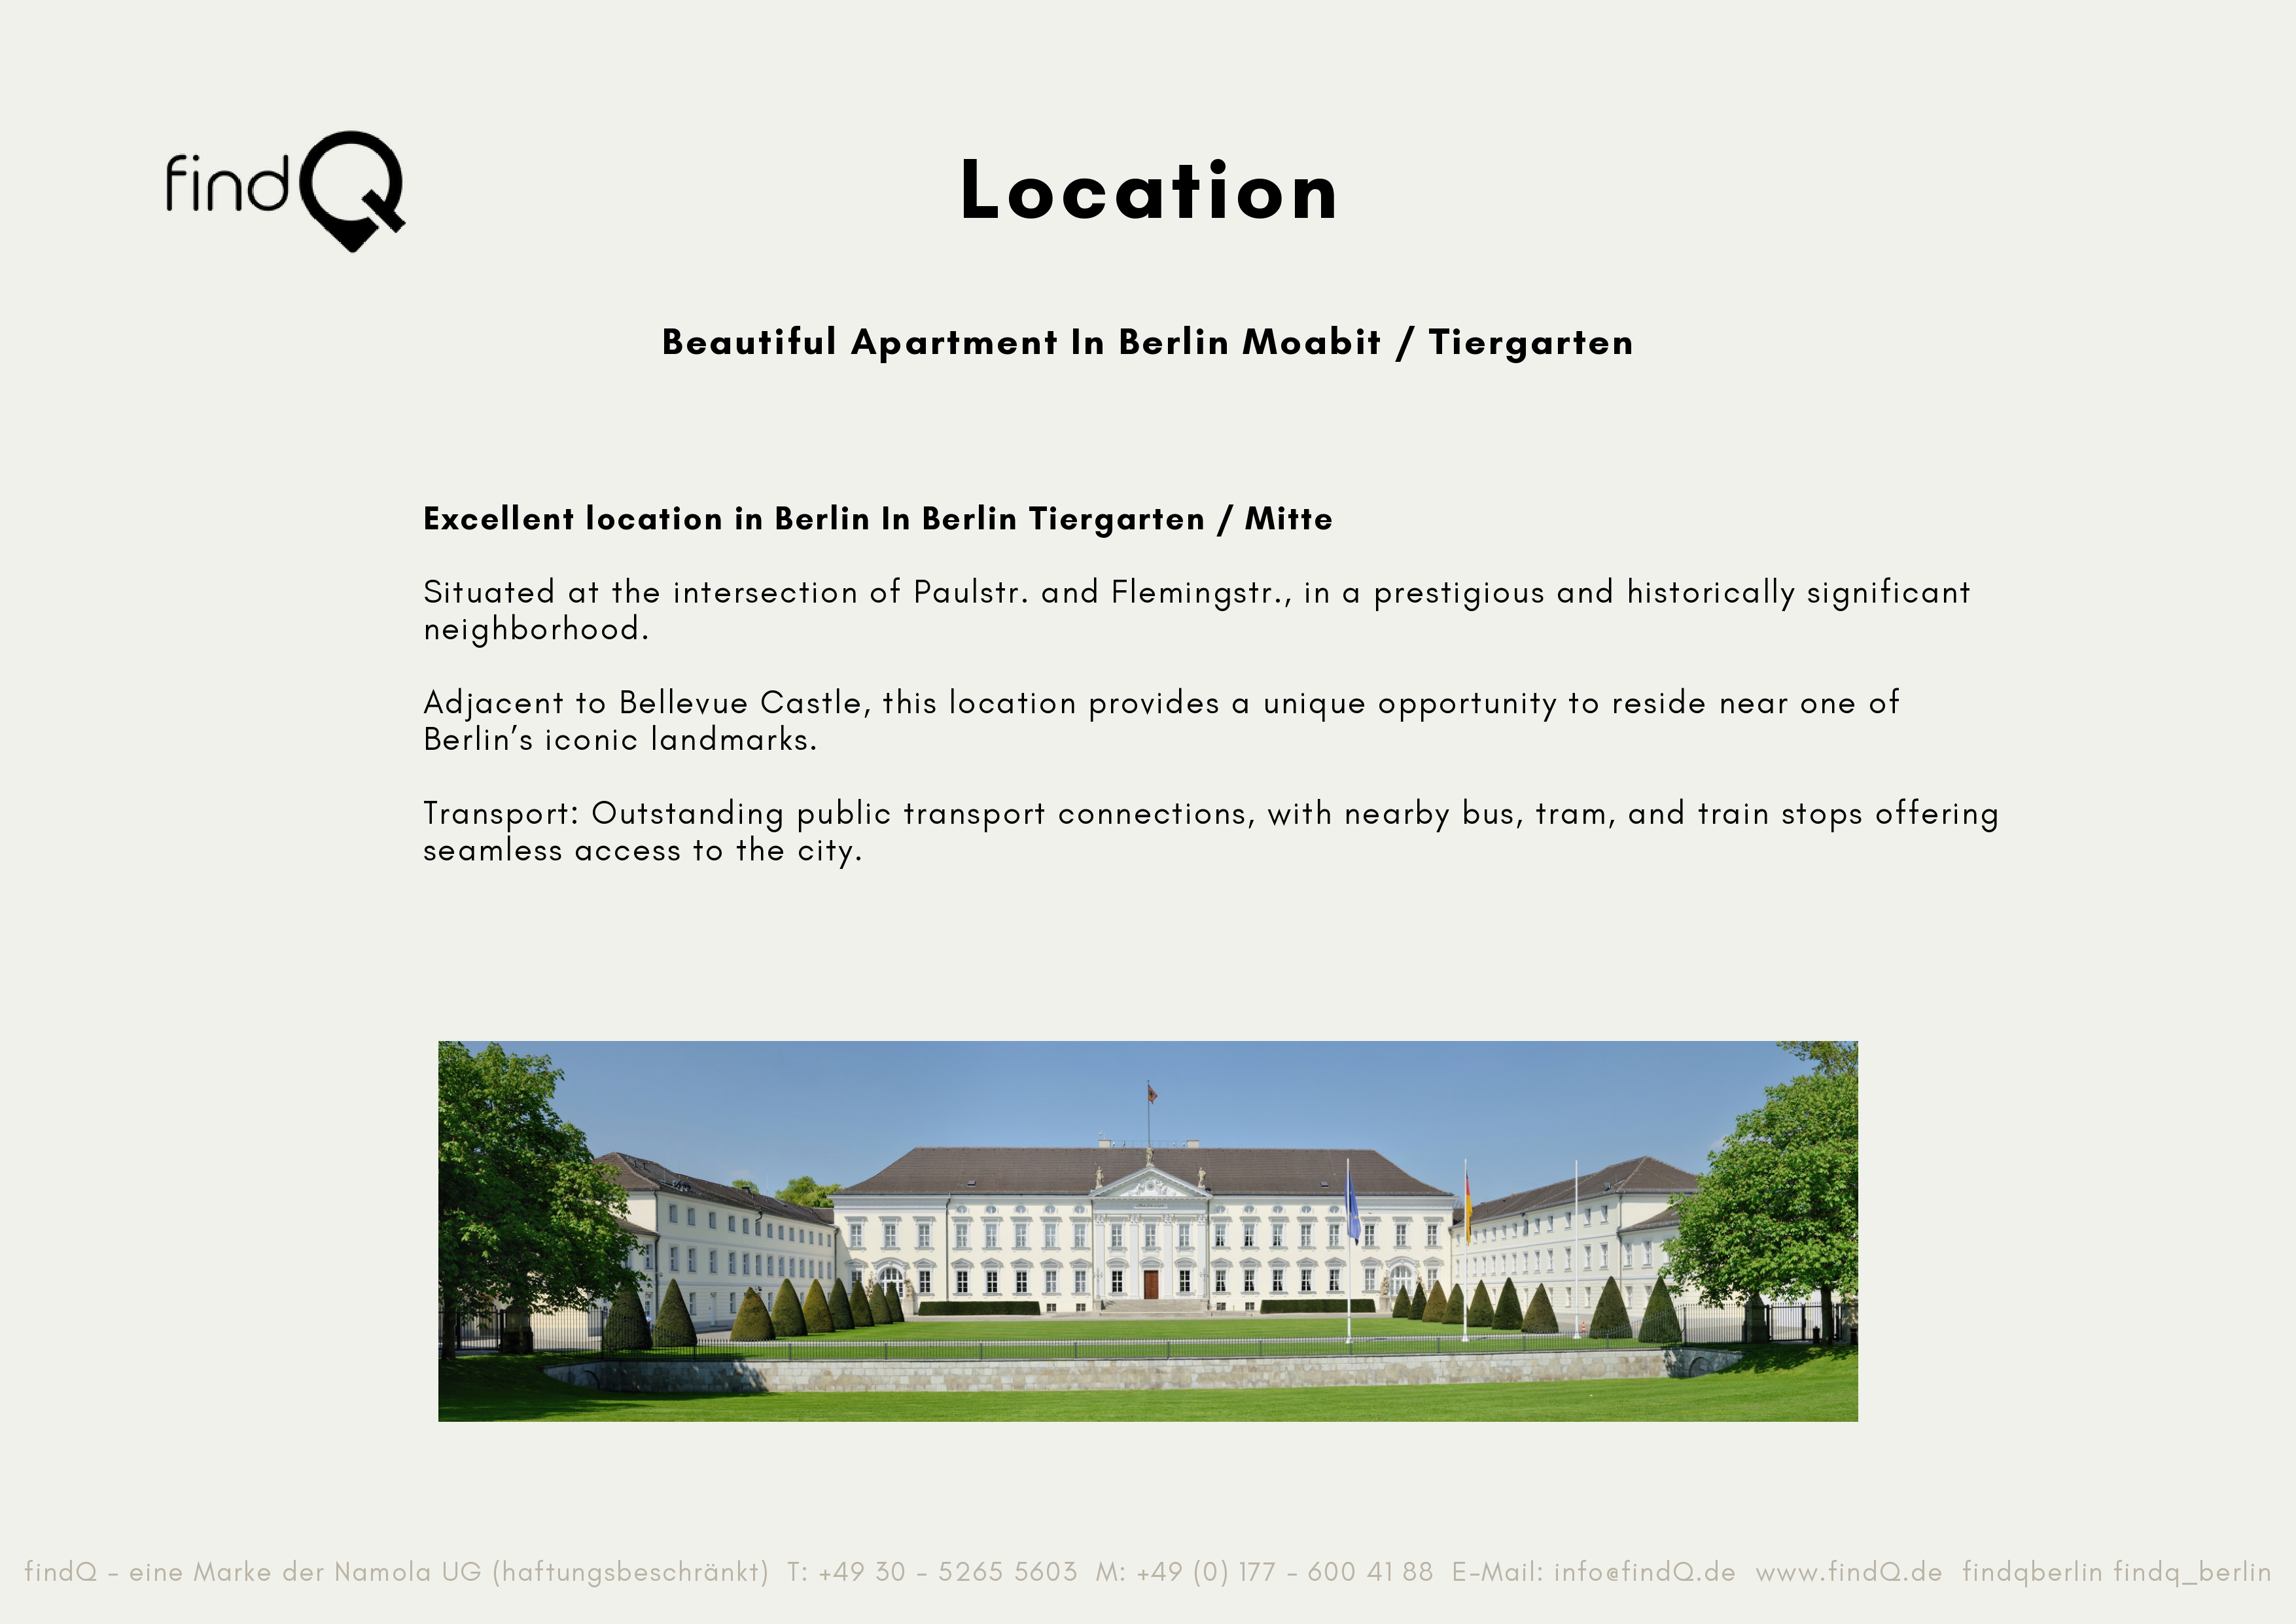 findQ
Location
Beautiful Apartment In Berlin Moabit / Tiergarten
Excellent location in Berlin In Berlin Tiergarten / Mitte
Situated at the intersection of Paulstr. and Flemingstr., in a prestigious and historically significant
neighborhood.
Adjacent to Bellevue Castle, this location provides a unique opportunity to reside near one of
Berlin’s iconic landmarks.
Transport: Outstanding public transport connections, with nearby bus, tram, and train stops offering
seamless access to the city.
findQ - eine Marke der Namola UG (haftungsbeschränkt) T: +49 30 - 5265 5603 M: +49 (0) 177 - 600 41 88 E-Mail: info@findQ.de www.findQ.de findqberlin findq_berlin